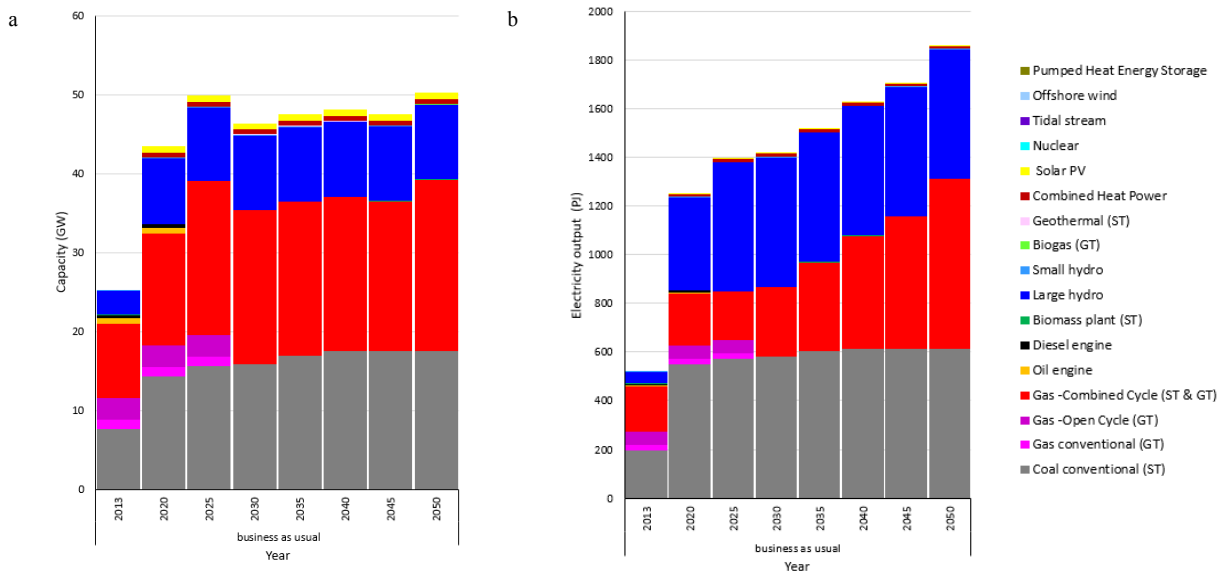 a
60
50
40
30
20
10
0
Capacity (GW)
2013
2020
2025
2030
2035
2040
2045
2050
business as usual
Year
b
2000
1800
1600
1400
1200
1000
800
600
400
200
0
Electricity output (PJ)
2013
2020
2025
2030
2035
2040
2045
2050
business as usual
Year
Pumped Heat Energy Storage
Offshore wind
Tidal stream
Nuclear
Solar PV
Combined Heat Power
Geothermal (ST)
Biogas (GT)
Small hydro
Large hydro
Biomass plant (ST)
Diesel engine
Oil engine
Gas -Combined Cycle (ST & GT)
Gas -Open Cycle (GT)
Gas conventional (GT)
Coal conventional (ST)